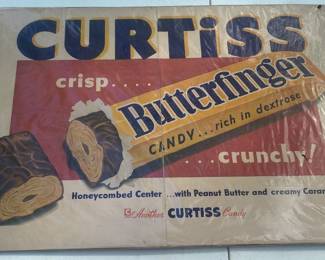 CURTiSS
crisp....
Butterfinger
CANDY...rich in dextrose
...crunchy!
Honeycombed Center ...with Peanut Butter and creamy Caram
Another CURTISS Candy